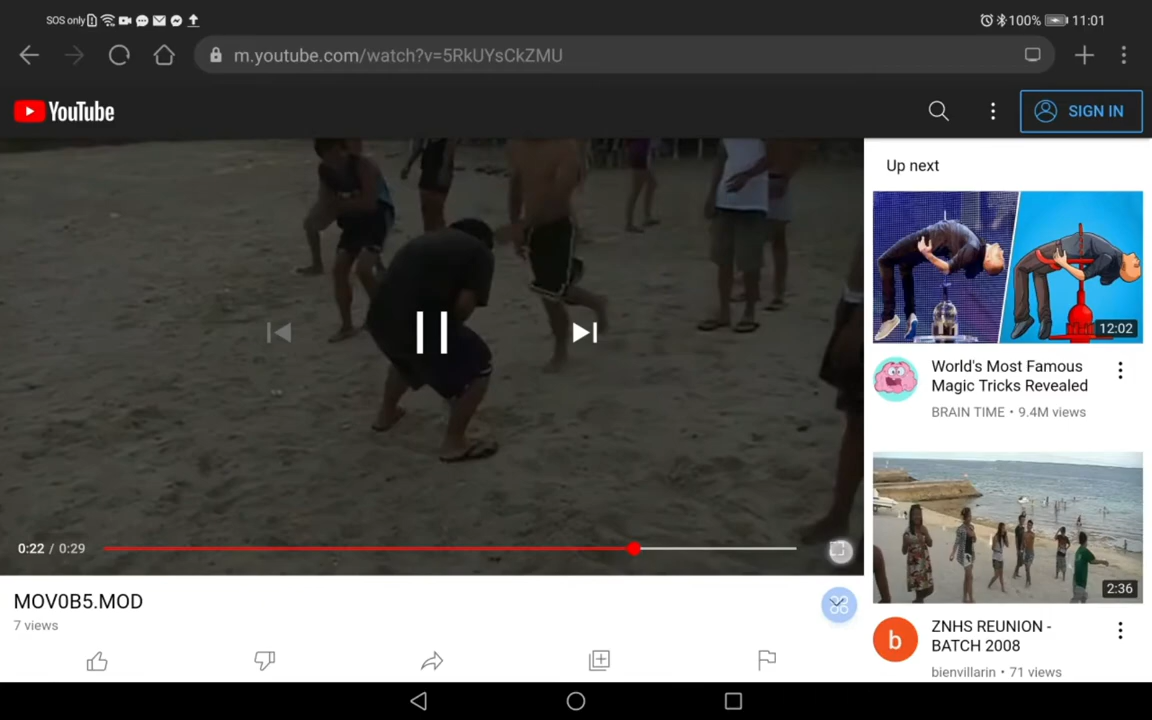 SOS only
100%
11:01
m.youtube.com/watch?v=5RkUYsCkZMU
YouTube
SIGN IN
Up next
12:02
World's Most Famous
Magic Tricks Revealed
BRAIN TIME • 9.4M views
0:22 / 0:29
2:36
MOV0B5.MOD
7 views
b
ZNHS REUNION -
BATCH 2008
bienvillarin • 71 views